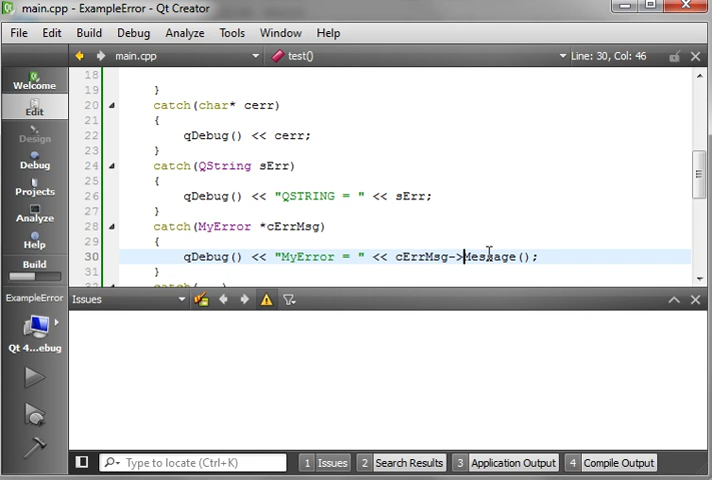 main.cpp - ExampleError - Qt Creator
File Edit Build Debug Analyze Tools Window Help
main.cpp test() Line: 30, Col: 46
Welcome
Edit
Design
Debug
Projects
Analyze
Help
Build
ExampleError
Qt 4...ebug
18
19 }
20 catch(char* cerr)
21 {
22 qDebug() << cerr;
23 }
24 catch(QString sErr)
25 {
26 qDebug() << "QSTRING = " << sErr;
27 }
28 catch(MyError *cErrMsg)
29 {
30 qDebug() << "MyError = " << cErrMsg->Message();
31 }
32 catch(...)
Issues
Type to locate (Ctrl+K) 1 Issues 2 Search Results 3 Application Output 4 Compile Output